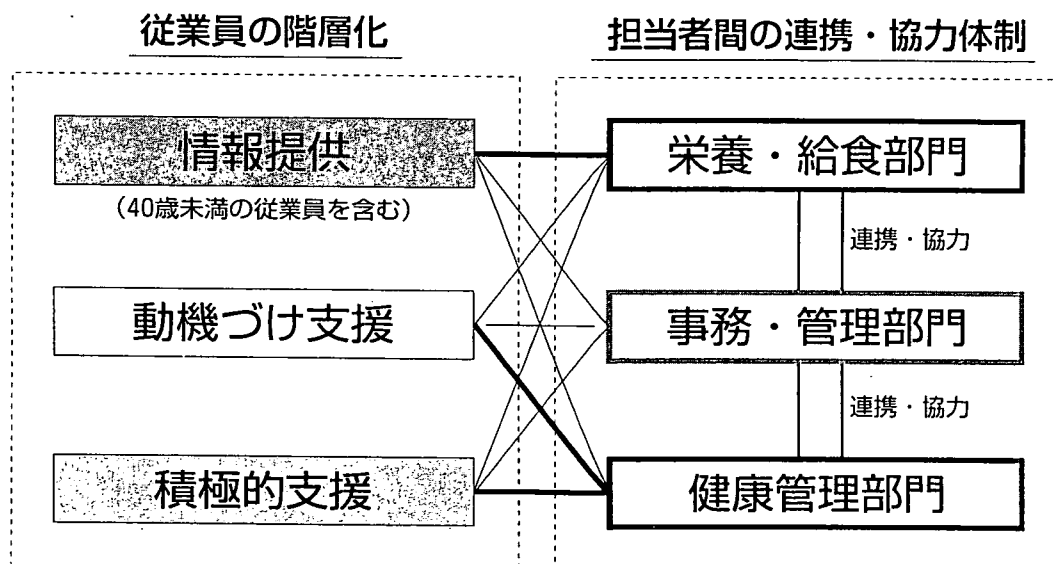 従業員の階層化
担当者間の連携・協力体制
情報提供
(40歳未満の従業員を含む)
動機づけ支援
積極的支援
栄養・給食部門
連携・協力
事務・管理部門
連携・協力
健康管理部門